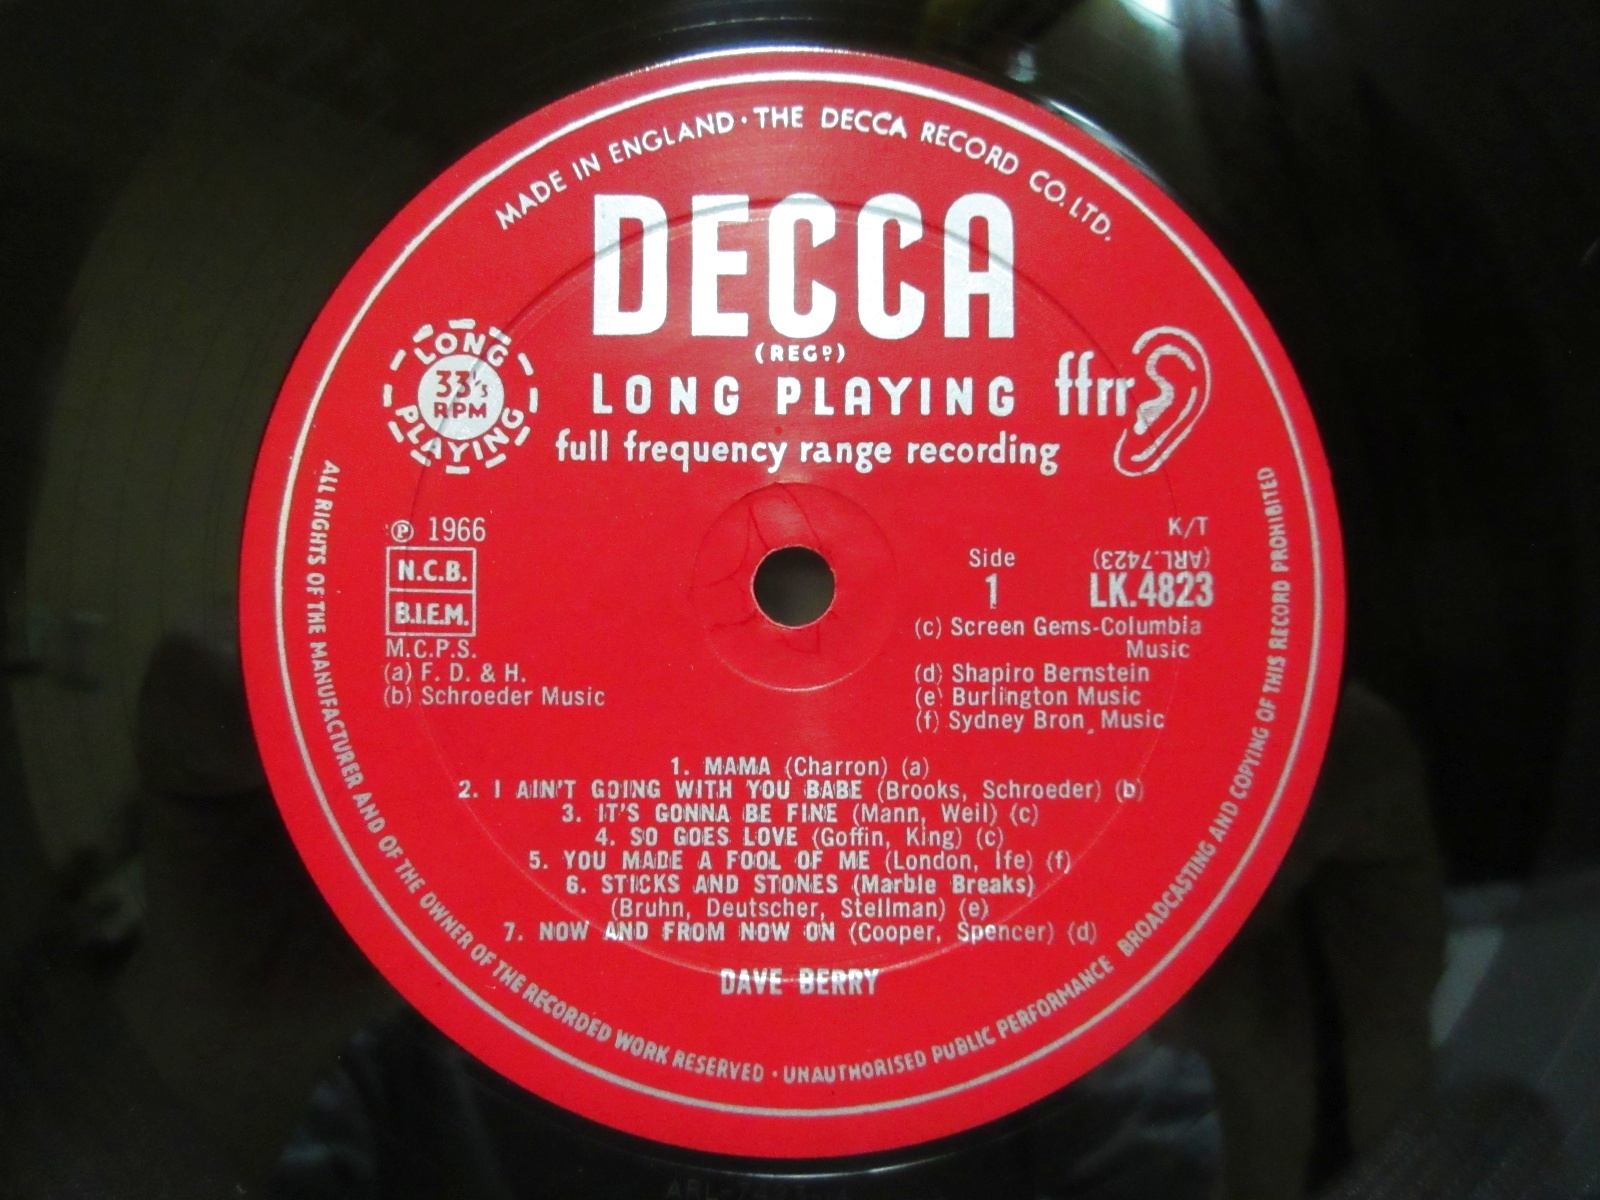 MADE IN ENGLAND · THE DECCA RECORD CO. LTD.
DECCA
(REGD)
LONG PLAYING
ffrr
full frequency range recording
LONG
33⅓
RPM
PLAYING
℗ 1966
N.C.B.
B.I.E.M.
M.C.P.S.
(a) F. D. & H.
(b) Schroeder Music
K/T
Side
(ARL.7423)
1 LK.4823
(c) Screen Gems-Columbia
Music
(d) Shapiro Bernstein
(e) Burlington Music
(f) Sydney Bron, Music
1. MAMA (Charron) (a)
2. I AIN'T GOING WITH YOU BABE (Brooks, Schroeder) (b)
3. IT'S GONNA BE FINE (Mann, Weil) (c)
4. SO GOES LOVE (Goffin, King) (c)
5. YOU MADE A FOOL OF ME (London, Ife) (f)
6. STICKS AND STONES (Marble Breaks)
(Bruhn, Deutscher, Stellman) (e)
7. NOW AND FROM NOW ON (Cooper, Spencer) (d)
DAVE BERRY
ALL RIGHTS OF THE MANUFACTURER AND OF THE OWNER OF THE RECORDED WORK RESERVED · UNAUTHORISED PUBLIC PERFORMANCE BROADCASTING AND COPYING OF THIS RECORD PROHIBITED